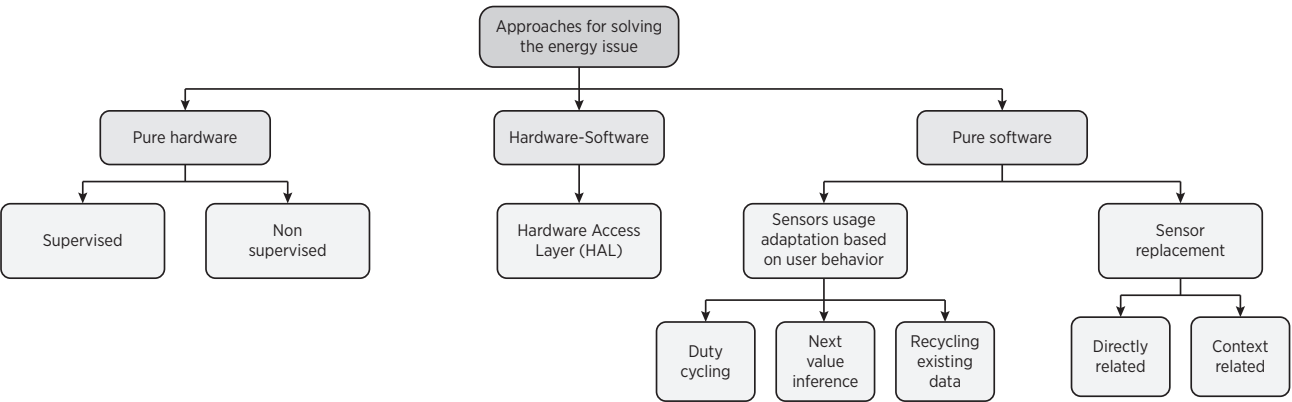 Approaches for solving
the energy issue
Pure hardware
Hardware-Software
Pure software
Supervised
Non
supervised
Hardware Access
Layer (HAL)
Sensors usage
adaptation based
on user behavior
Sensor
replacement
Duty
cycling
Next
value
inference
Recycling
existing
data
Directly
related
Context
related